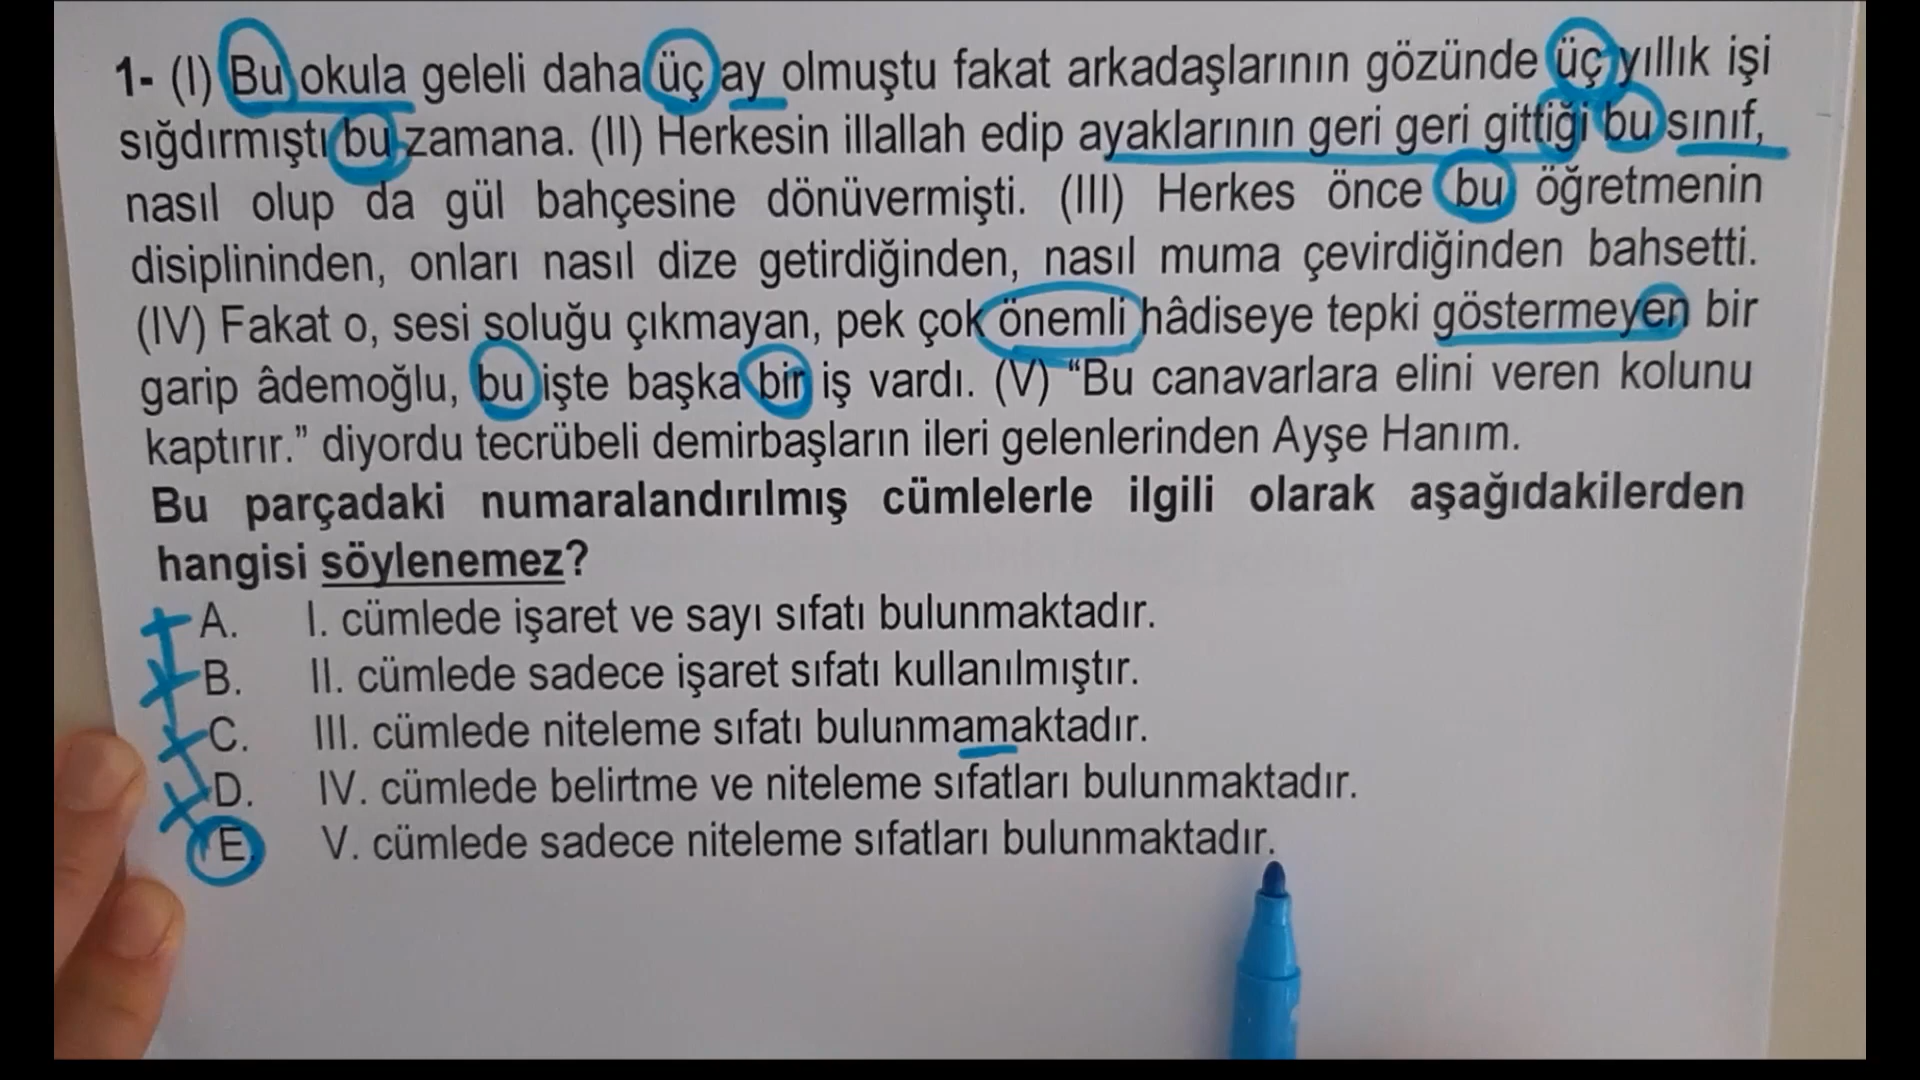 1- (I) Bu okula geleli daha üç ay olmuştu fakat arkadaşlarının gözünde üç yıllık işi
sığdırmıştı bu zamana. (II) Herkesin illallah edip ayaklarının geri geri gittiği bu sınıf,
nasıl olup da gül bahçesine dönüvermişti. (III) Herkes önce bu öğretmenin
disiplininden, onları nasıl dize getirdiğinden, nasıl muma çevirdiğinden bahsetti.
(IV) Fakat o, sesi soluğu çıkmayan, pek çok önemli hâdiseye tepki göstermeyen bir
garip âdemoğlu, bu işte başka bir iş vardı. (V) “Bu canavarlara elini veren kolunu
kaptırır.” diyordu tecrübeli demirbaşların ileri gelenlerinden Ayşe Hanım.
Bu parçadaki numaralandırılmış cümlelerle ilgili olarak aşağıdakilerden
hangisi söylenemez?
A. I. cümlede işaret ve sayı sıfatı bulunmaktadır.
B. II. cümlede sadece işaret sıfatı kullanılmıştır.
C. III. cümlede niteleme sıfatı bulunmamaktadır.
D. IV. cümlede belirtme ve niteleme sıfatları bulunmaktadır.
E. V. cümlede sadece niteleme sıfatları bulunmaktadır.